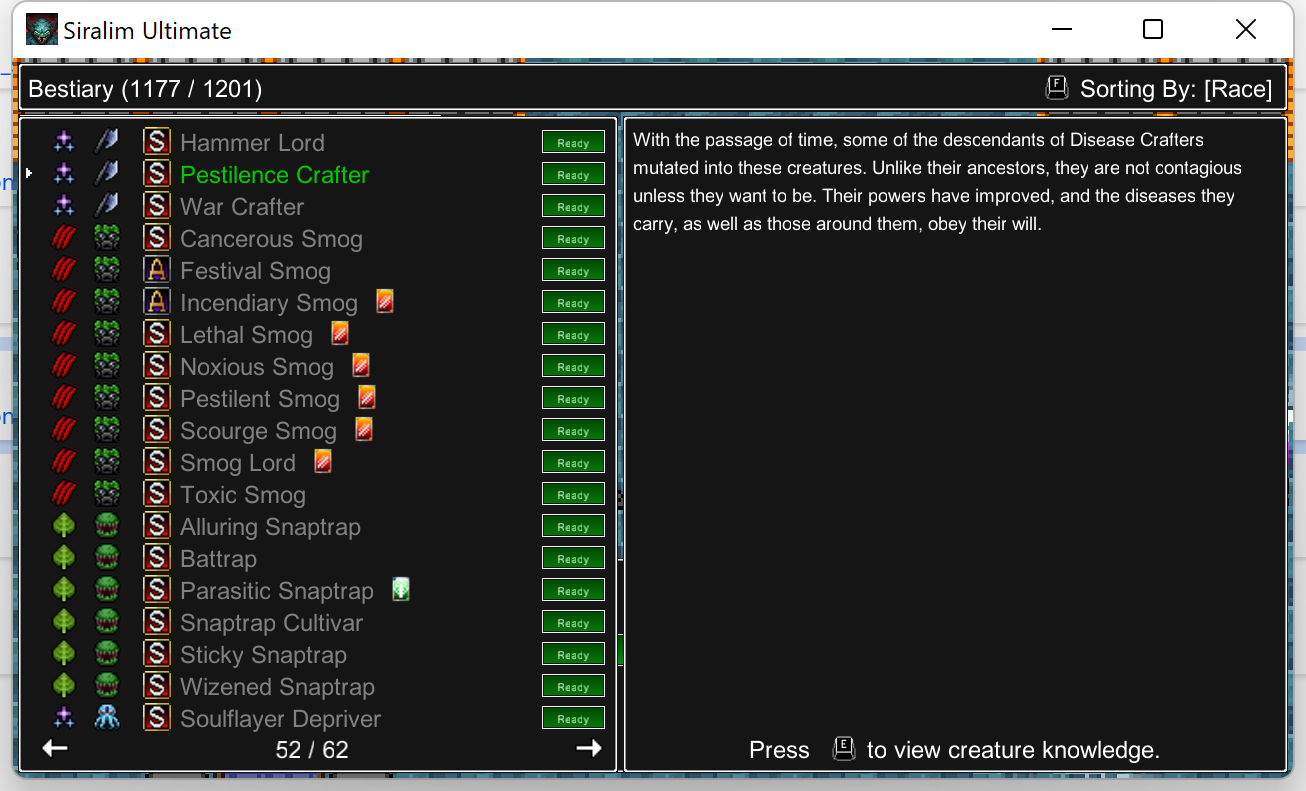 Siralim Ultimate
Bestiary (1177 / 1201)
F Sorting By: [Race]
S Hammer Lord Ready
S Pestilence Crafter Ready
S War Crafter Ready
S Cancerous Smog Ready
A Festival Smog Ready
A Incendiary Smog Ready
S Lethal Smog Ready
S Noxious Smog Ready
S Pestilent Smog Ready
S Scourge Smog Ready
S Smog Lord Ready
S Toxic Smog Ready
S Alluring Snaptrap Ready
S Battrap Ready
S Parasitic Snaptrap Ready
S Snaptrap Cultivar Ready
S Sticky Snaptrap Ready
S Wizened Snaptrap Ready
S Soulflayer Depriver Ready
52 / 62
With the passage of time, some of the descendants of Disease Crafters
mutated into these creatures. Unlike their ancestors, they are not contagious
unless they want to be. Their powers have improved, and the diseases they
carry, as well as those around them, obey their will.
Press E to view creature knowledge.